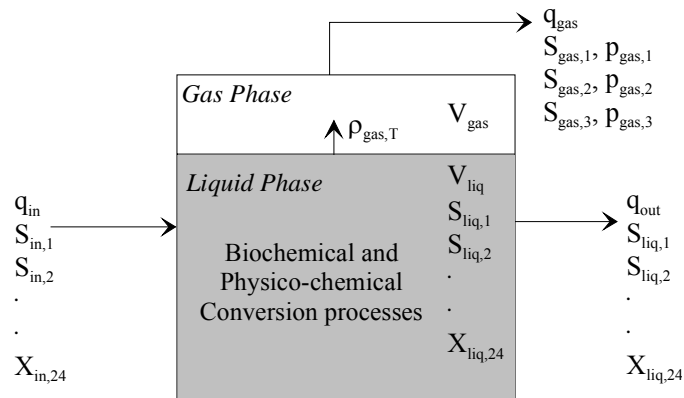 q_gas
S_gas,1, p_gas,1
S_gas,2, p_gas,2
S_gas,3, p_gas,3
Gas Phase
V_gas
ρ_gas,T
Liquid Phase
V_liq
S_liq,1
S_liq,2
.
.
X_liq,24
Biochemical and
Physico-chemical
Conversion processes
q_in
S_in,1
S_in,2
.
.
X_in,24
q_out
S_liq,1
S_liq,2
.
.
X_liq,24